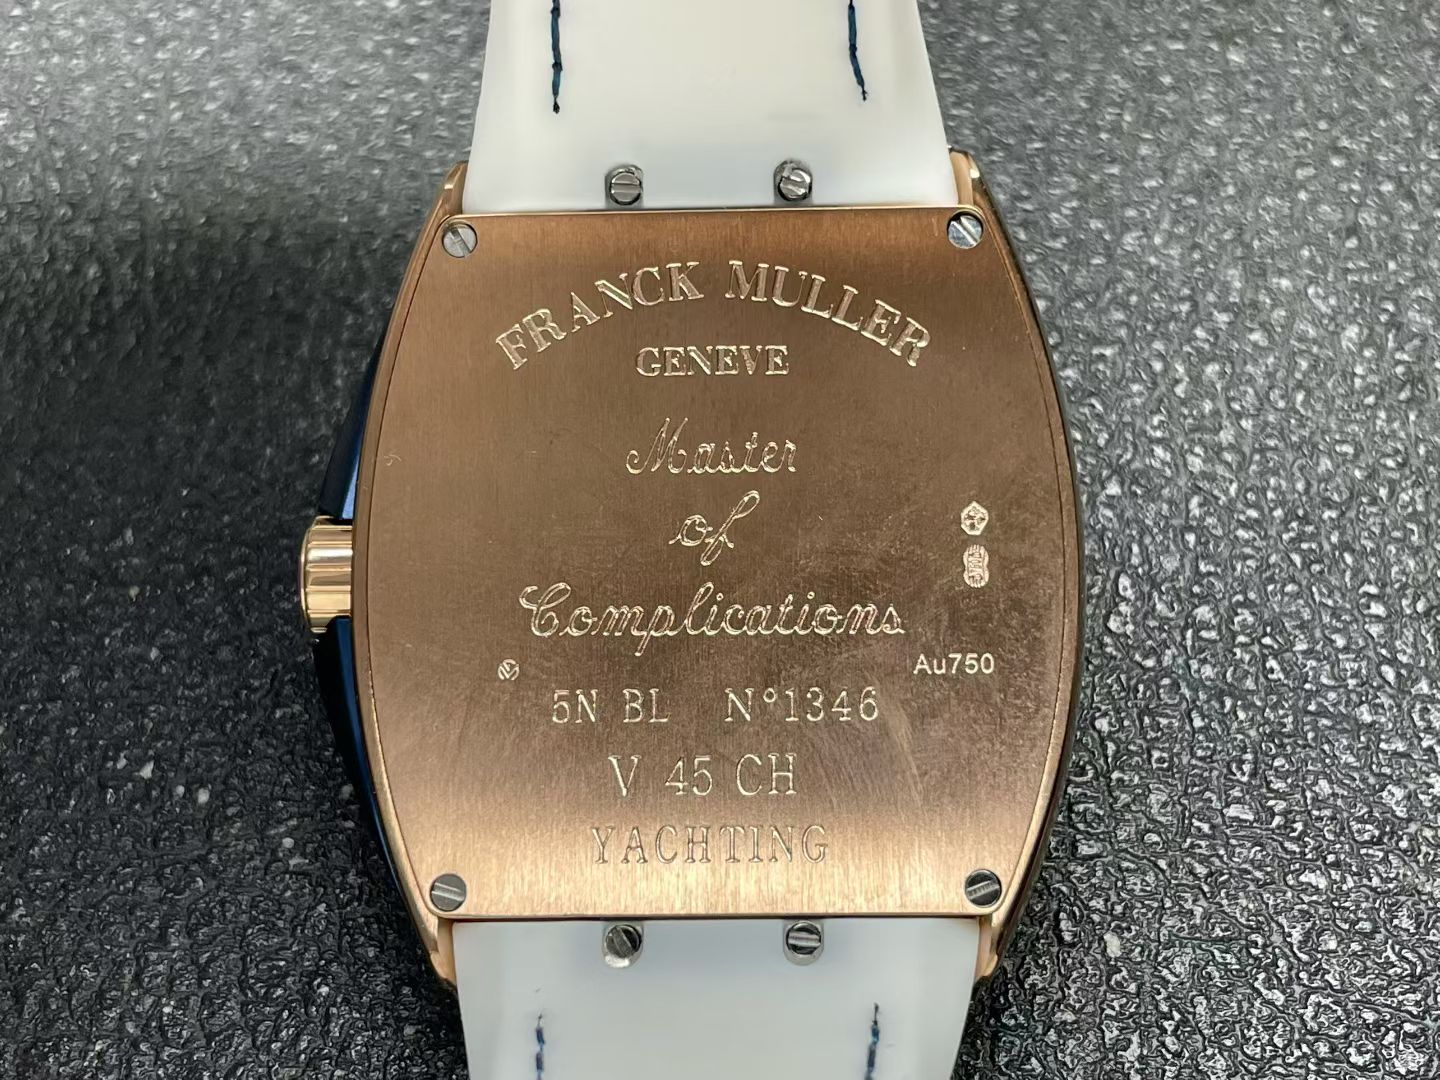 FRANCK MULLER
GENEVE
Master
of
Complications
Au750
5N BL N°1346
V 45 CH
YACHTING